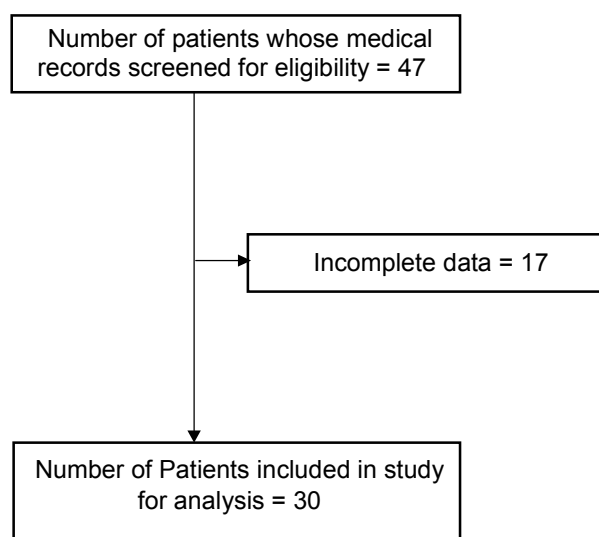 Number of patients whose medical
records screened for eligibility = 47
Incomplete data = 17
Number of Patients included in study
for analysis = 30